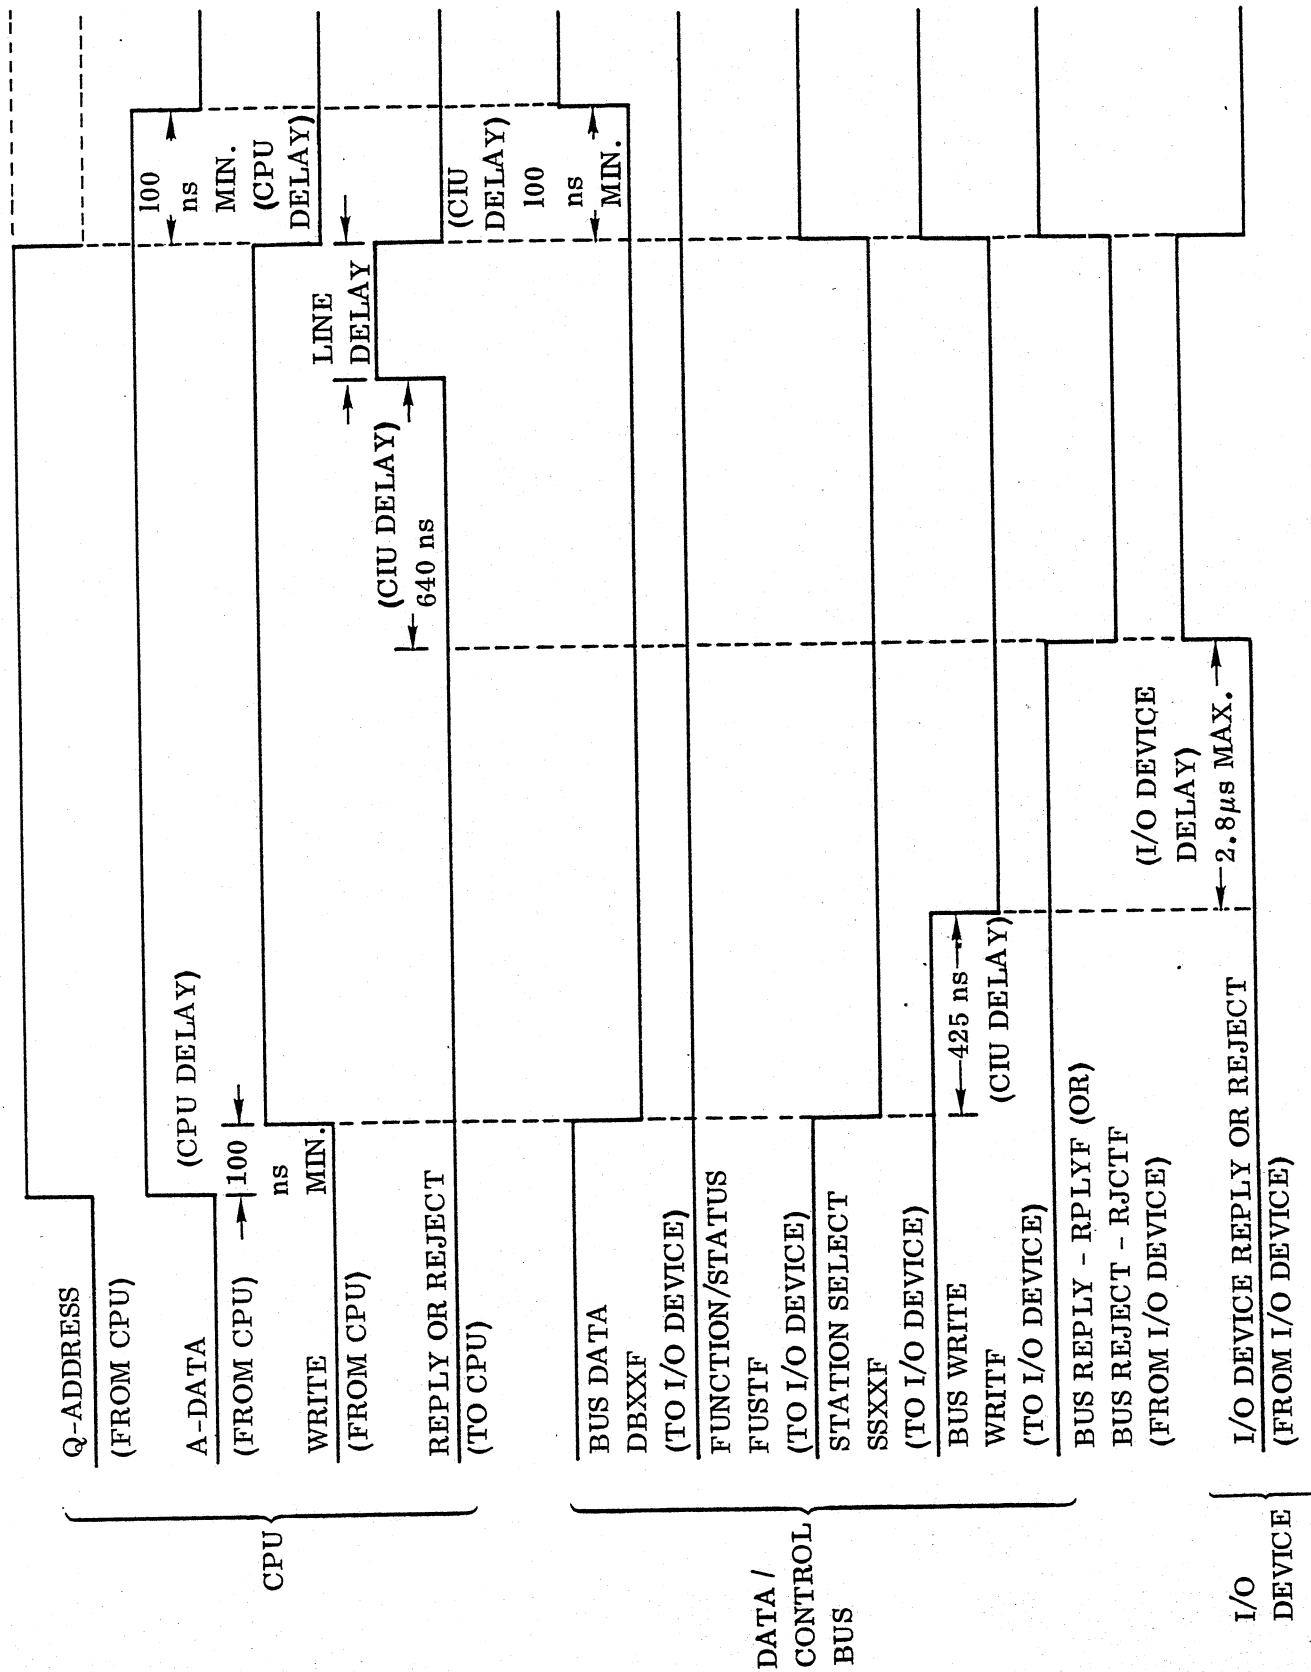 CPU
Q-ADDRESS
(FROM CPU)
A-DATA
(FROM CPU)
(CPU DELAY)
100
ns
MIN.
100
ns
MIN.
(CPU
DELAY)
WRITE
(FROM CPU)
LINE
DELAY
REPLY OR REJECT
(TO CPU)
(CIU DELAY)
640 ns
(CIU
DELAY)
100
ns
MIN.
DATA /
CONTROL
BUS
BUS DATA
DBXXF
(TO I/O DEVICE)
FUNCTION/STATUS
FUSTF
(TO I/O DEVICE)
STATION SELECT
SSXXF
(TO I/O DEVICE)
BUS WRITE
WRITF
(TO I/O DEVICE)
425 ns
(CIU DELAY)
BUS REPLY - RPLYF (OR)
BUS REJECT - RJCTF
(FROM I/O DEVICE)
(I/O DEVICE
DELAY)
2.8μs MAX.
I/O
DEVICE
I/O DEVICE REPLY OR REJECT
(FROM I/O DEVICE)